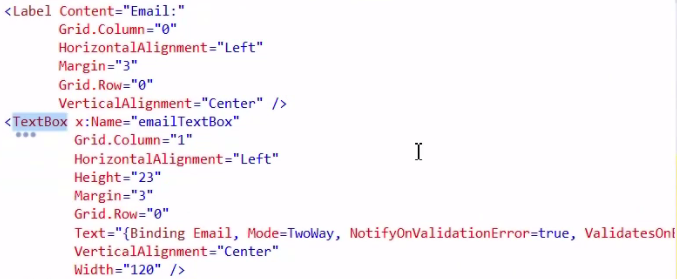 <Label Content="Email:"
Grid.Column="0"
HorizontalAlignment="Left"
Margin="3"
Grid.Row="0"
VerticalAlignment="Center" />
<TextBox x:Name="emailTextBox"
Grid.Column="1"
HorizontalAlignment="Left"
Height="23"
Margin="3"
Grid.Row="0"
Text="{Binding Email, Mode=TwoWay, NotifyOnValidationError=true,
VerticalAlignment="Center"
Width="120" />